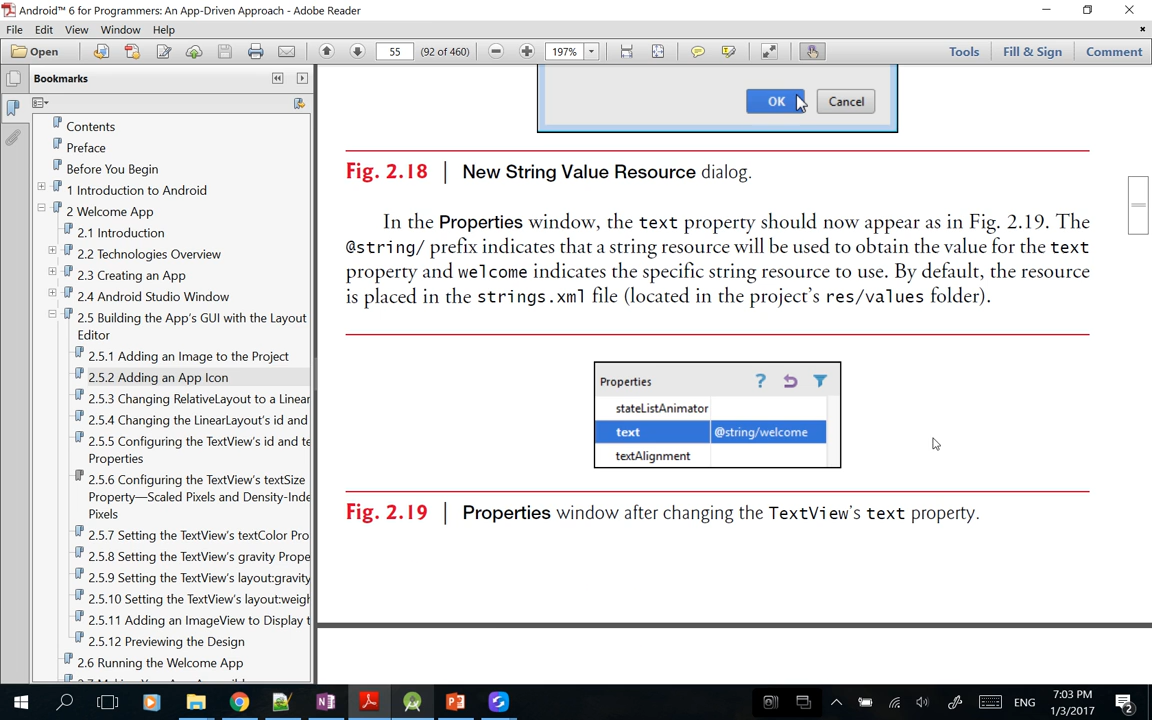 Android™ 6 for Programmers: An App-Driven Approach - Adobe Reader
File Edit View Window Help
Open 55 (92 of 460) 197% Tools Fill & Sign Comment
Bookmarks
Contents
Preface
Before You Begin
1 Introduction to Android
2 Welcome App
2.1 Introduction
2.2 Technologies Overview
2.3 Creating an App
2.4 Android Studio Window
2.5 Building the App's GUI with the Layout
Editor
2.5.1 Adding an Image to the Project
2.5.2 Adding an App Icon
2.5.3 Changing RelativeLayout to a Linear
2.5.4 Changing the LinearLayout's id and
2.5.5 Configuring the TextView's id and te
Properties
2.5.6 Configuring the TextView's textSize
Property—Scaled Pixels and Density-Inde
Pixels
2.5.7 Setting the TextView's textColor Pro
2.5.8 Setting the TextView's gravity Prope
2.5.9 Setting the TextView's layout:gravity
2.5.10 Setting the TextView's layout:weigh
2.5.11 Adding an ImageView to Display t
2.5.12 Previewing the Design
2.6 Running the Welcome App
OK Cancel
Fig. 2.18 | New String Value Resource dialog.
In the Properties window, the text property should now appear as in Fig. 2.19. The
@string/ prefix indicates that a string resource will be used to obtain the value for the text
property and welcome indicates the specific string resource to use. By default, the resource
is placed in the strings.xml file (located in the project's res/values folder).
Properties ?
stateListAnimator
text @string/welcome
textAlignment
Fig. 2.19 | Properties window after changing the TextView's text property.
ENG
7:03 PM
1/3/2017
2